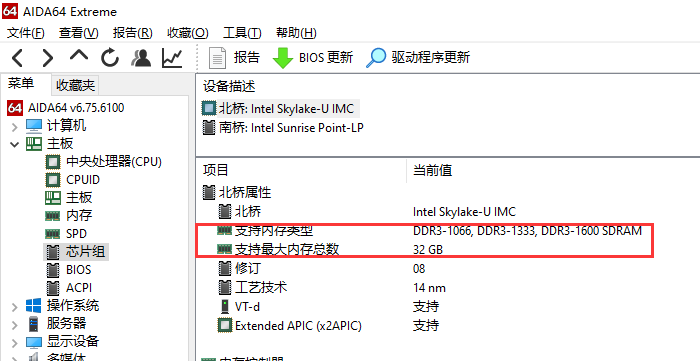 64 AIDA64 Extreme
文件(F) 查看(V) 报告(R) 收藏(O) 工具(T) 帮助(H)
报告 BIOS 更新 驱动程序更新
菜单 收藏夹
64 AIDA64 v6.75.6100
计算机
主板
中央处理器(CPU)
CPUID
主板
内存
SPD
芯片组
BIOS
ACPI
操作系统
服务器
显示设备
多媒体
设备描述
北桥: Intel Skylake-U IMC
南桥: Intel Sunrise Point-LP
项目 当前值
北桥属性
北桥 Intel Skylake-U IMC
支持内存类型 DDR3-1066, DDR3-1333, DDR3-1600 SDRAM
支持最大内存总数 32 GB
修订 08
工艺技术 14 nm
VT-d 支持
Extended APIC (x2APIC) 支持
内存控制器